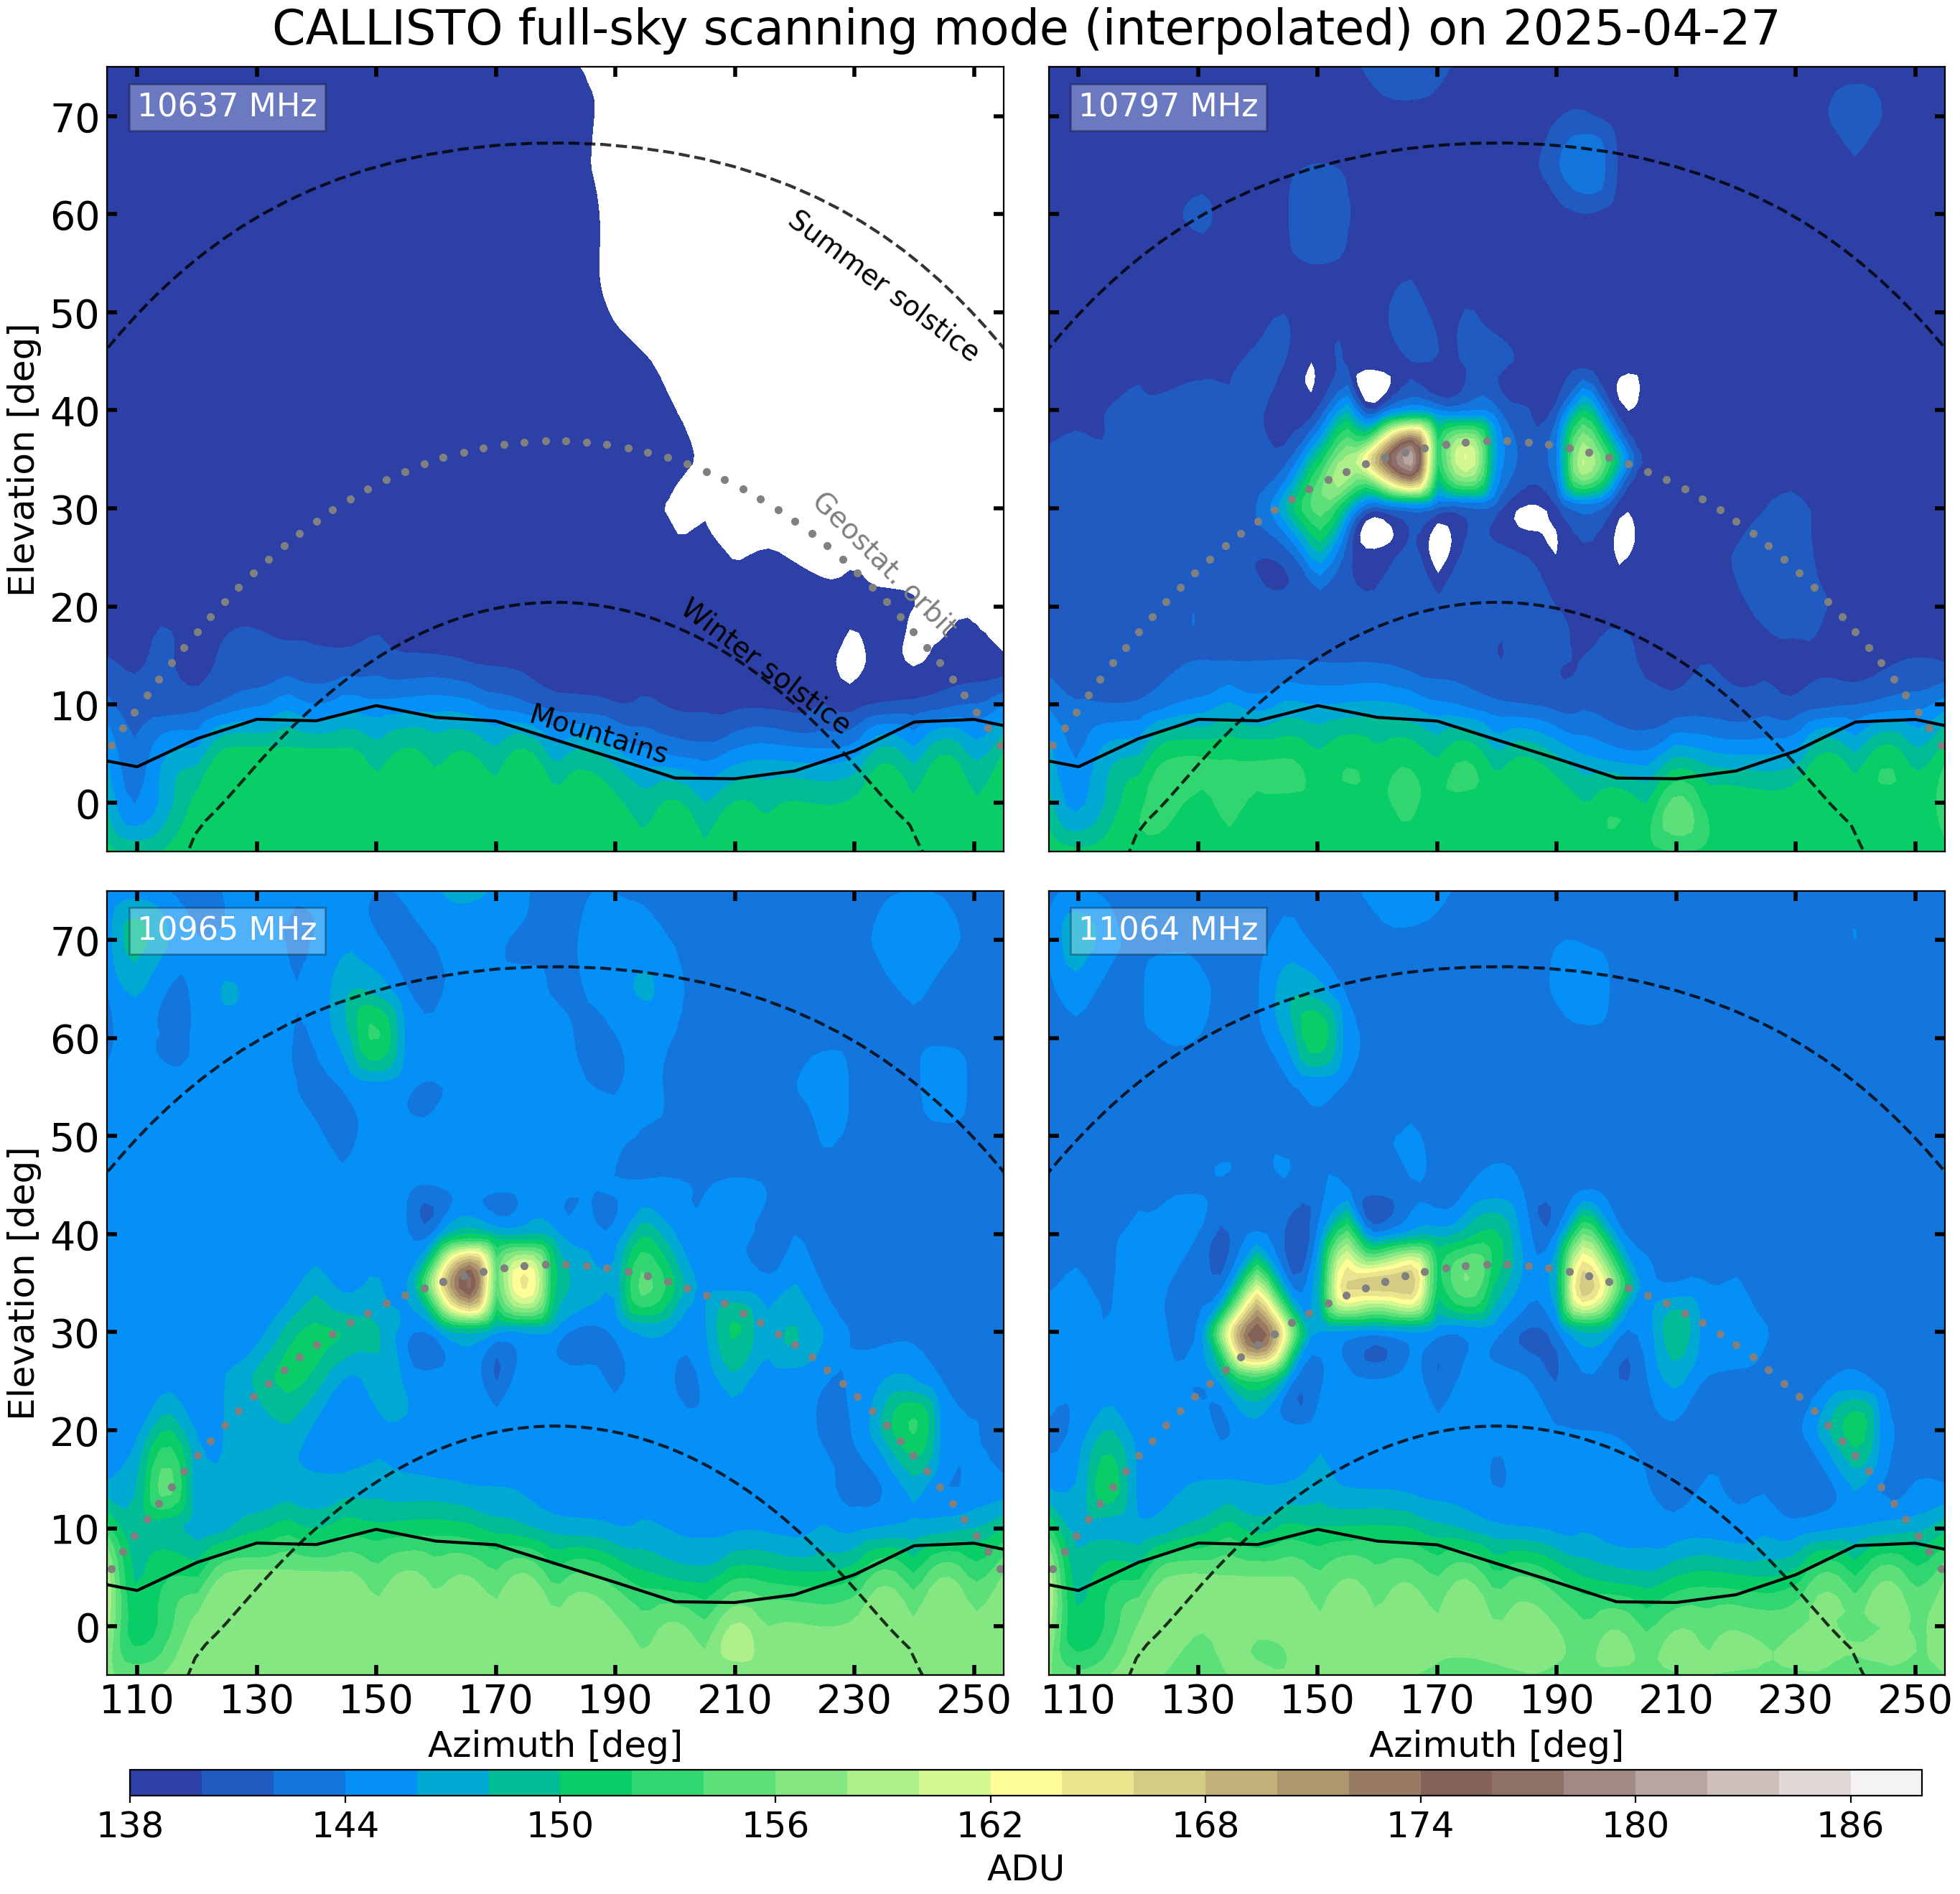 CALLISTO full-sky scanning mode (interpolated) on 2025-04-27
10637 MHz
10797 MHz
70
60
50
40
30
20
10
0
Elevation [deg]
Summer solstice
Geostat. orbit
Winter solstice
Mountains
10965 MHz
11064 MHz
70
60
50
40
30
20
10
0
Elevation [deg]
110 130 150 170 190 210 230 250
110 130 150 170 190 210 230 250
Azimuth [deg]
Azimuth [deg]
138 144 150 156 162 168 174 180 186
ADU